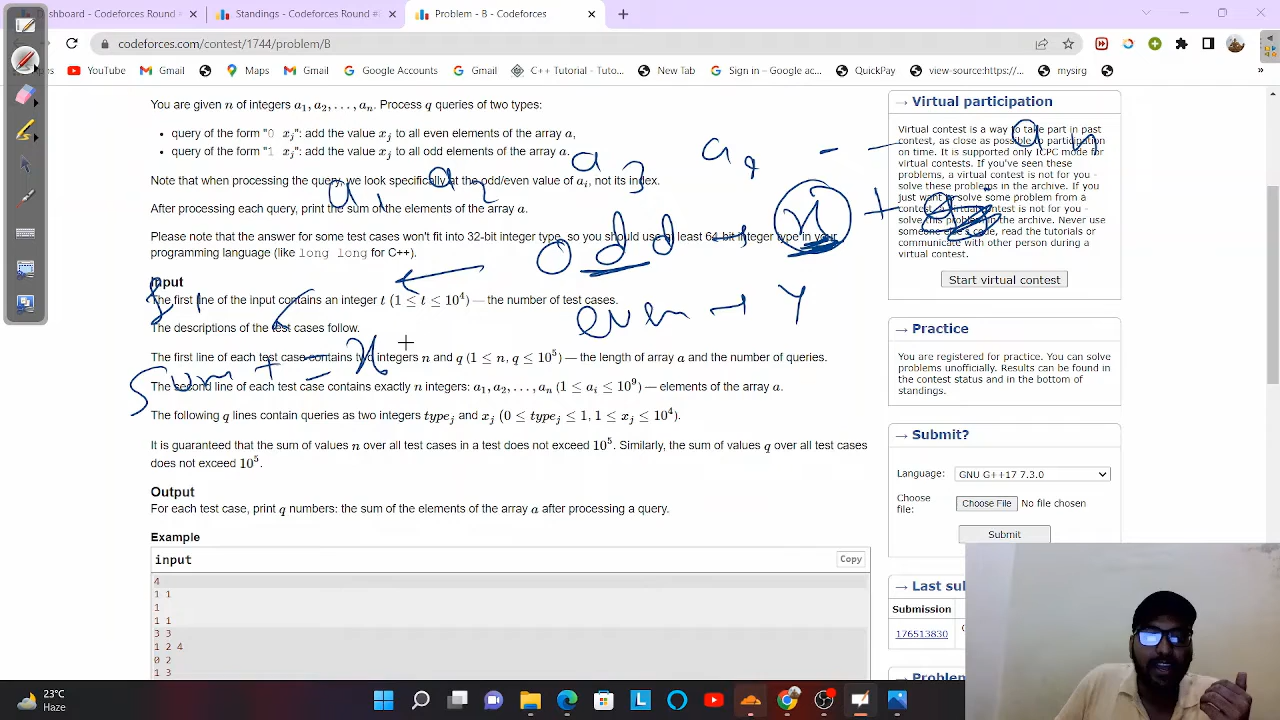 Dashboard - Codeforces Round
Codeforces
codeforces.com/contest/1744/problem/B
YouTube
Gmail
Maps
Gmail
Google Account
Google
C++ - Tuto...
New Tab
Sign in – Google ac...
QuickPay
view-source:https:/...
mysrg
You are given n of integers a1, a2, . . . , an. Process q queries of two types:
query of the form "0 xj": add the value xj to all even elements of the array a,
query of the form "1 xj": add the value xj to all odd elements of the array a.
Note that when processing the query, we look specifically at the odd/even value of ai, not its index.
After processing each query, print the sum of the elements of the array a.
Please note that the answer for some queries won't fit into 32-bit integer type, so you should use at least 64-bit integer type in your
programming language (like long long for C++).
Input
The first line of the input contains an integer t (1 ≤ t ≤ 10^4) — the number of test cases.
The descriptions of the test cases follow.
The first line of each test case contains two integers n and q (1 ≤ n, q ≤ 10^5) — the length of array a and the number of queries.
The second line of each test case contains exactly n integers: a1, a2, . . . , an (1 ≤ ai ≤ 10^9) — elements of the array a.
The following q lines contain queries as two integers typej and xj (0 ≤ typej ≤ 1, 1 ≤ xj ≤ 10^4).
It is guaranteed that the sum of values n over all test cases in a test does not exceed 10^5. Similarly, the sum of values q over all test cases
does not exceed 10^5.
Output
For each test case, print q numbers: the sum of the elements of the array a after processing a query.
Example
input
Copy
1 1
1
1 1
3 3
1 2 4
0 2
a1 a2 a3 a4 - - an
odd → x +
even → y
sum + x
→ Virtual participation
Virtual contest is a way to take part in past
contest, as close as possible to participation
on time. It is supported only ICPC mode for
virtual contests. If you've seen these
problems, a virtual contest is not for you -
solve these problems in the archive. If you
just want to solve some problem from a
contest, a virtual contest is not for you -
solve this problem in the archive. Never use
someone else's code, read the tutorials or
communicate with other person during a
virtual contest.
Start virtual contest
→ Practice
You are registered for practice. You can solve
problems unofficially. Results can be found
in the contest status and in the bottom of
standings.
→ Submit?
Language:
GNU G++17 7.3.0
Choose
file:
Choose File
No file chosen
Submit
→ Last su
Submission
176513830
→ Problem
23°C
Haze